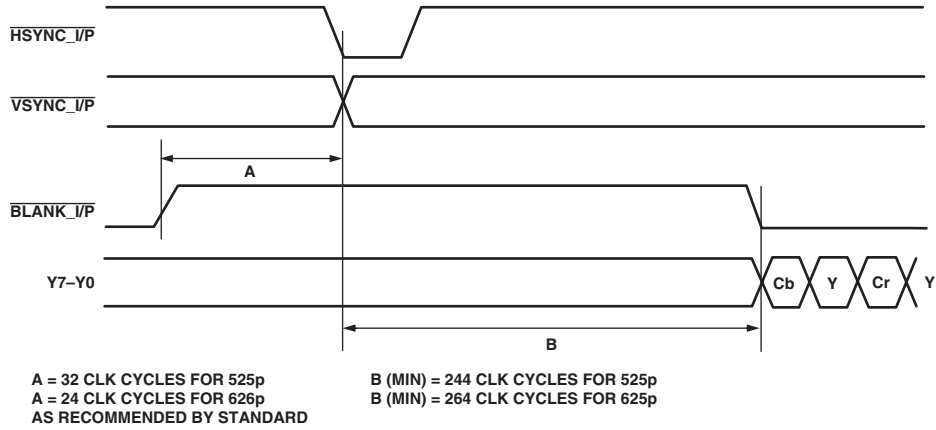 HSYNC_I/P
VSYNC_I/P
A
BLANK_I/P
Y7–Y0
Cb Y Cr Y
B
A = 32 CLK CYCLES FOR 525p
A = 24 CLK CYCLES FOR 626p
AS RECOMMENDED BY STANDARD
B (MIN) = 244 CLK CYCLES FOR 525p
B (MIN) = 264 CLK CYCLES FOR 625p